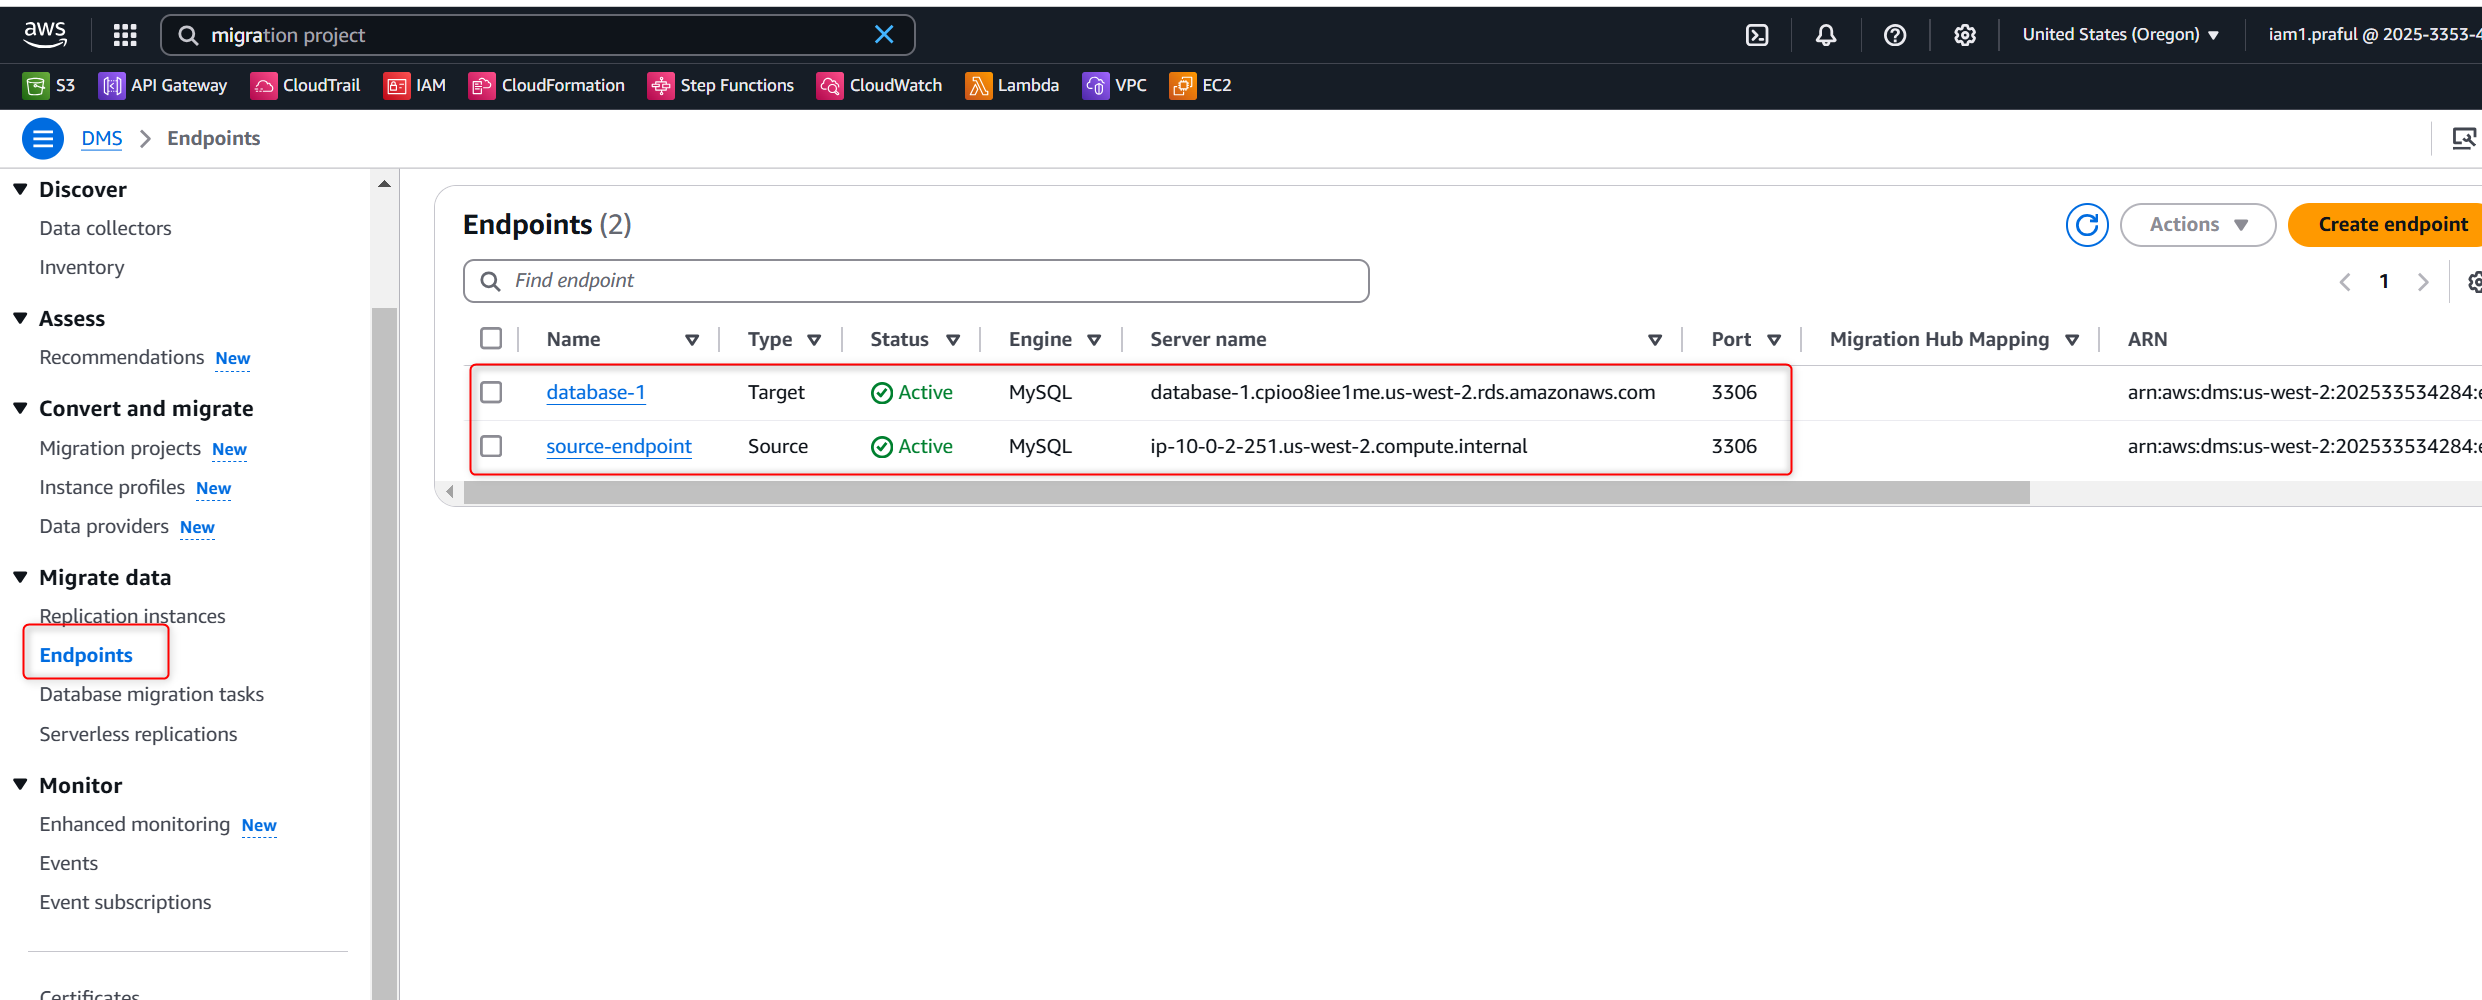 aws migration project United States (Oregon) iam1.praful @ 2025-3353-4
S3 API Gateway CloudTrail IAM CloudFormation Step Functions CloudWatch Lambda VPC EC2
DMS Endpoints
Discover
Data collectors
Inventory
Assess
Recommendations New
Convert and migrate
Migration projects New
Instance profiles New
Data providers New
Migrate data
Replication instances
Endpoints
Database migration tasks
Serverless replications
Monitor
Enhanced monitoring New
Events
Event subscriptions
Certificates
Endpoints (2) Actions Create endpoint
Find endpoint 1
Name Type Status Engine Server name Port Migration Hub Mapping ARN
database-1 Target Active MySQL database-1.cpioo8iee1me.us-west-2.rds.amazonaws.com 3306 arn:aws:dms:us-west-2:202533534284:e
source-endpoint Source Active MySQL ip-10-0-2-251.us-west-2.compute.internal 3306 arn:aws:dms:us-west-2:202533534284:e